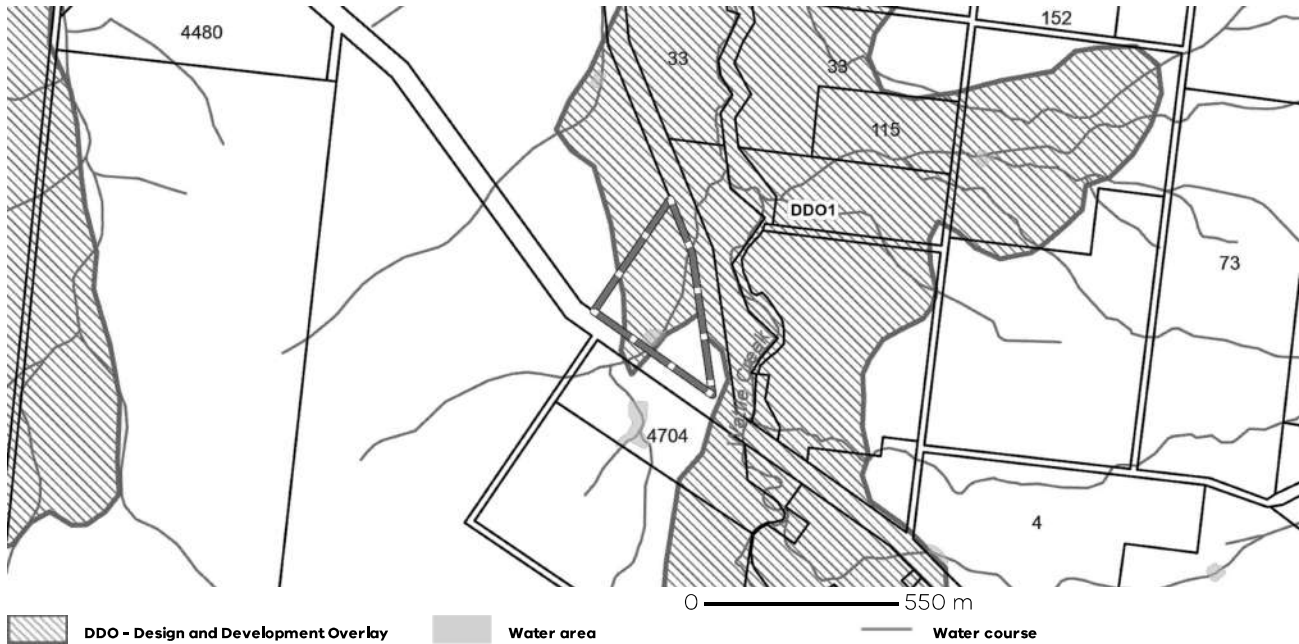 152
4480
33
33
115
DDO1
73
Creek
4704
4
0 550 m
DDO - Design and Development Overlay
Water area
Water course